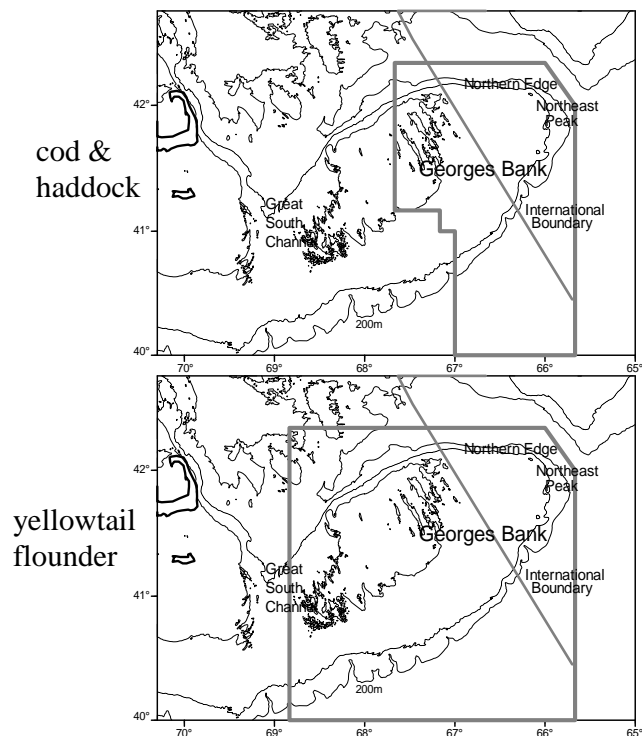 cod &
haddock
42°
41°
40°
Northern Edge
Northeast
Peak
Georges Bank
Great
South
Channel
International
Boundary
200m
70°
69°
68°
67°
66°
65°
yellowtail
flounder
42°
41°
40°
Northern Edge
Northeast
Peak
Georges Bank
Great
South
Channel
International
Boundary
200m
70°
69°
68°
67°
66°
65°